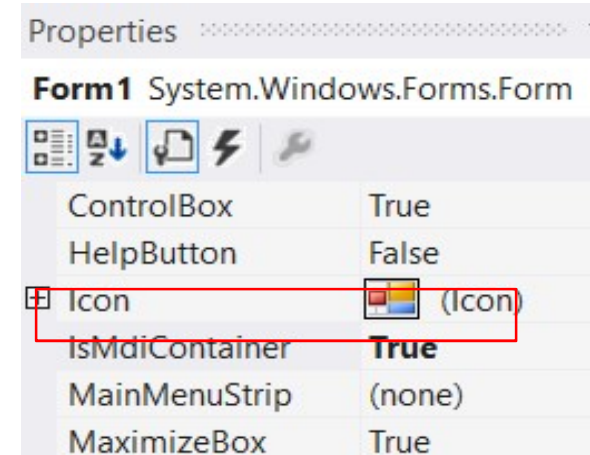 Properties
Form1 System.Windows.Forms.Form
ControlBox True
HelpButton False
Icon (Icon)
IsMdiContainer True
MainMenuStrip (none)
MaximizeBox True